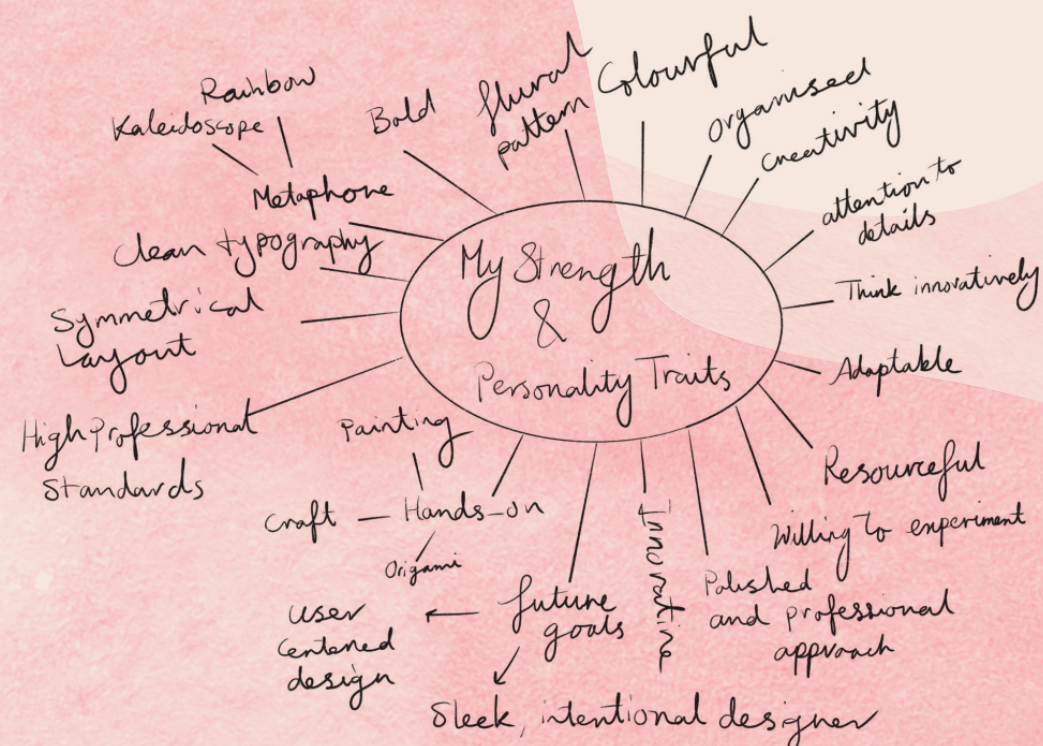 My Strength
&
Personality Traits
Rainbow
Kaleidoscope
Metaphore
Bold
flural
pattern
Colourful
Organised
Creativity
attention to
details
Think innovatively
Adaptable
Resourceful
Willing to experiment
Polished
and professional
approach
Innovative
future
goals
user
centered
design
Sleek, intentional designer
Hands-on
Painting
Craft
Origami
High Professional
Standards
Symmetrical
Layout
Clean typography